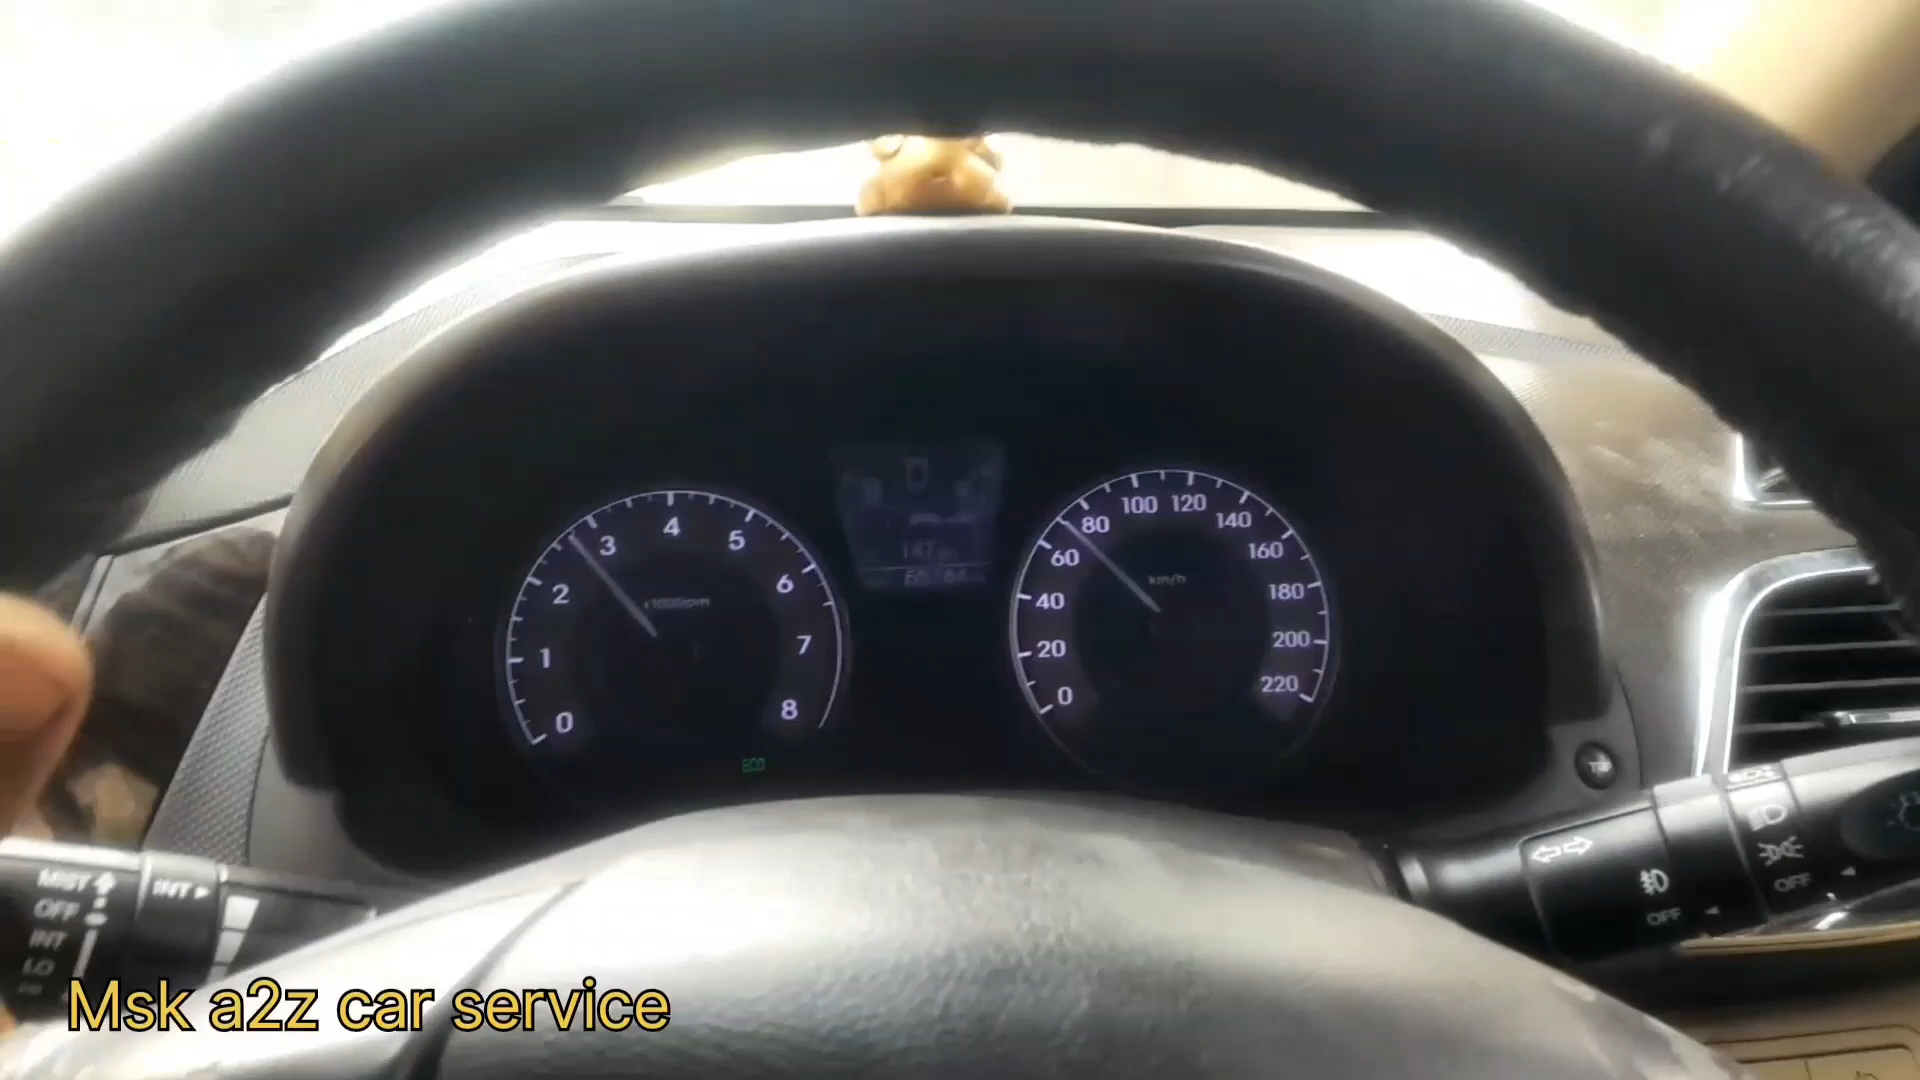 D
3 4 5
2 6
x1000rpm
1 7
0 8
ECO
100 120
80 140
60 160
km/h
40 180
20 200
0 220
MIST
OFF
INT
LO
INT
OFF
OFF
Msk a2z car service